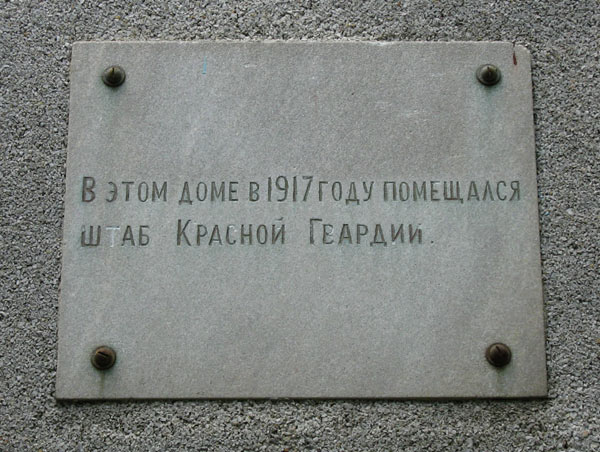 В ЭТОМ ДОМЕ В 1917 ГОДУ ПОМЕЩАЛСЯ
ШТАБ КРАСНОЙ ГВАРДИИ.